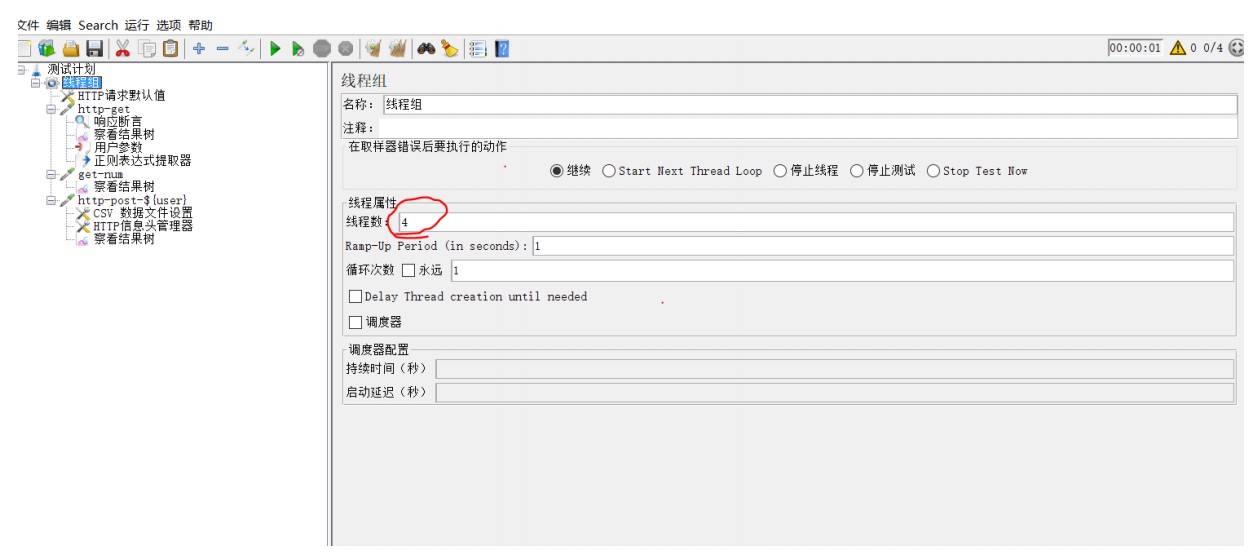 文件 编辑 Search 运行 选项 帮助
00:00:01 0 0/4
测试计划
线程组
HTTP请求默认值
http-get
响应断言
察看结果树
用户参数
正则表达式提取器
get-num
察看结果树
http-post-${user}
CSV 数据文件设置
HTTP信息头管理器
察看结果树
线程组
名称： 线程组
注释：
在取样器错误后要执行的动作
继续 Start Next Thread Loop 停止线程 停止测试 Stop Test Now
线程属性
线程数： 4
Ramp-Up Period (in seconds): 1
循环次数 永远 1
Delay Thread creation until needed
调度器
调度器配置
持续时间（秒）
启动延迟（秒）